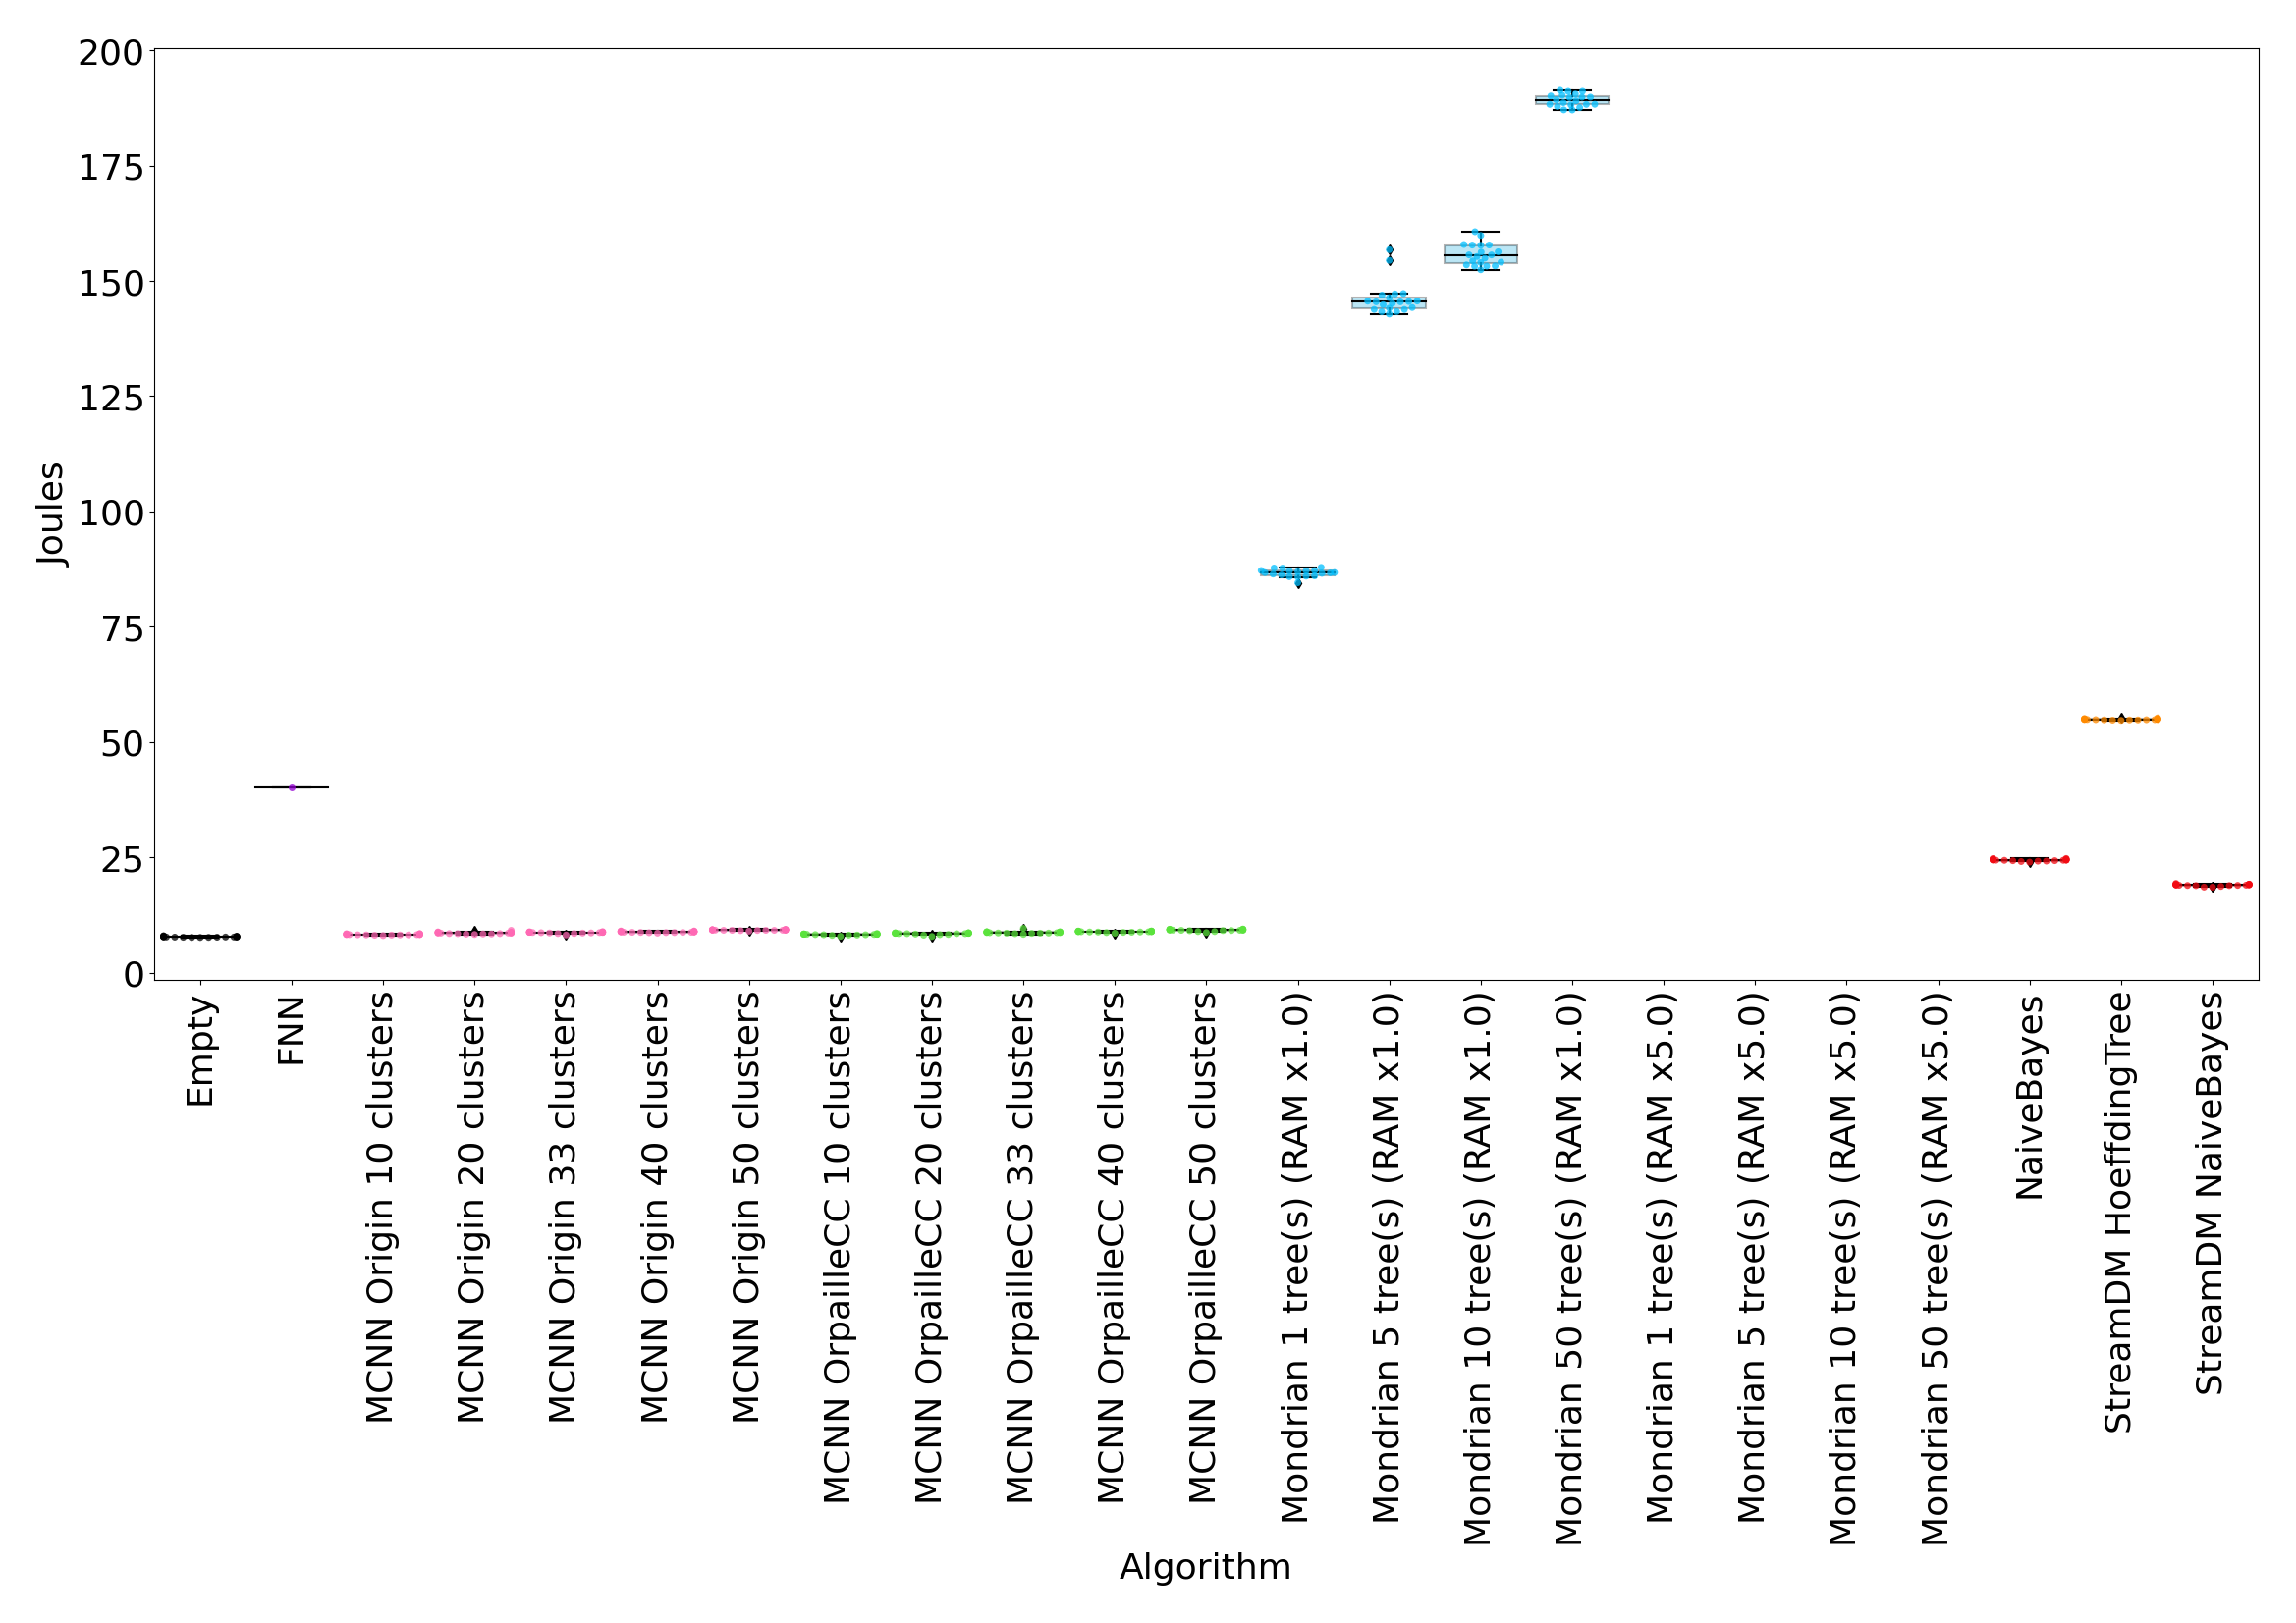 200
175
150
125
100
75
50
25
0
Joules
Empty
FNN
MCNN Origin 10 clusters
MCNN Origin 20 clusters
MCNN Origin 33 clusters
MCNN Origin 40 clusters
MCNN Origin 50 clusters
MCNN OrpailleCC 10 clusters
MCNN OrpailleCC 20 clusters
MCNN OrpailleCC 33 clusters
MCNN OrpailleCC 40 clusters
MCNN OrpailleCC 50 clusters
Mondrian 1 tree(s) (RAM x1.0)
Mondrian 5 tree(s) (RAM x1.0)
Mondrian 10 tree(s) (RAM x1.0)
Mondrian 50 tree(s) (RAM x1.0)
Mondrian 1 tree(s) (RAM x5.0)
Mondrian 5 tree(s) (RAM x5.0)
Mondrian 10 tree(s) (RAM x5.0)
Mondrian 50 tree(s) (RAM x5.0)
NaiveBayes
StreamDM HoeffdingTree
StreamDM NaiveBayes
Algorithm